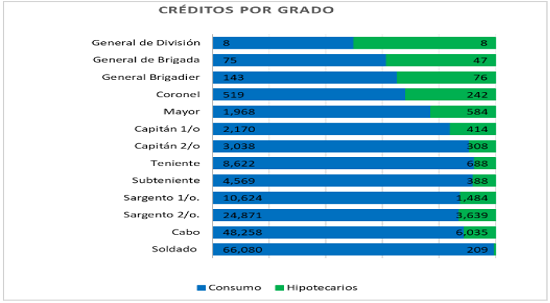 CRÉDITOS POR GRADO
General de División 8 8
General de Brigada 75 47
General Brigadier 143 76
Coronel 519 242
Mayor 1,968 584
Capitán 1/o 2,170 414
Capitán 2/o 3,038 308
Teniente 8,622 688
Subteniente 4,569 388
Sargento 1/o. 10,624 1,484
Sargento 2/o. 24,871 3,639
Cabo 48,258 6,035
Soldado 66,080 209
Consumo Hipotecarios